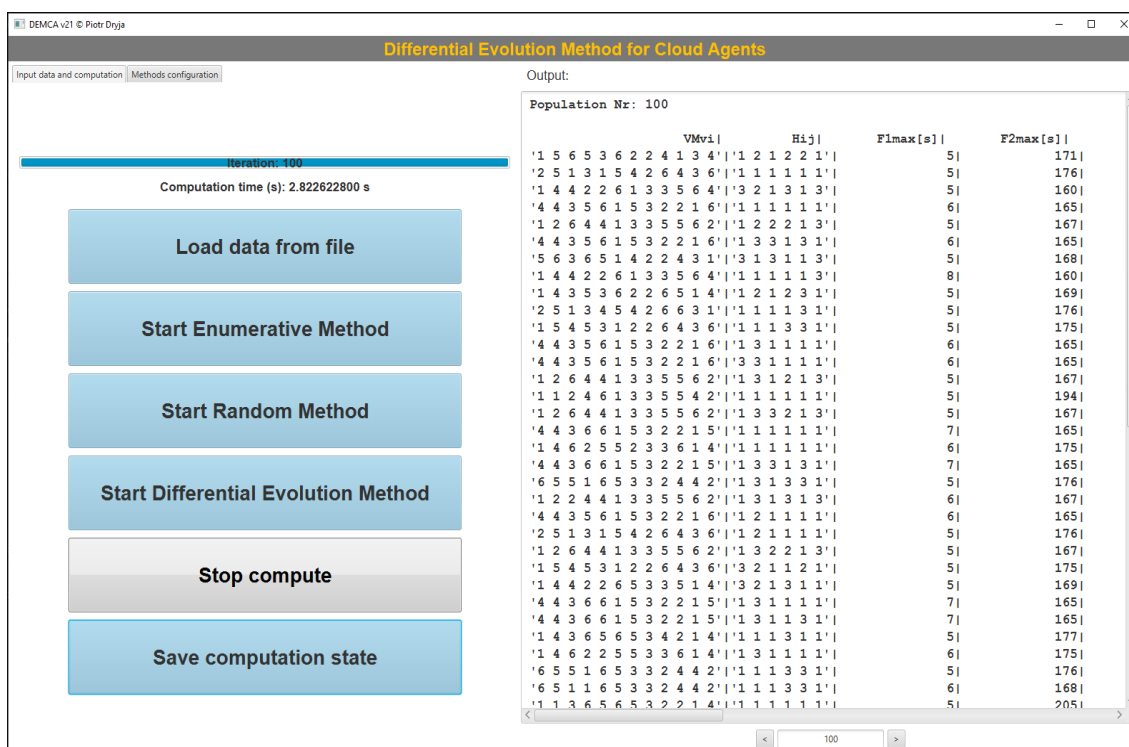 DEMCA v21 © Piotr Dryja
Differential Evolution Method for Cloud Agents
Input data and computation
Methods configuration
Iteration: 100
Computation time (s): 2.822622800 s
Load data from file
Start Enumerative Method
Start Random Method
Start Differential Evolution Method
Stop compute
Save computation state
Output:
Population Nr: 100
VMvi| Hij| F1max[s]| F2max[s]|
'1 5 6 5 3 6 2 2 4 1 3 4'|'1 2 1 2 2 1'| 5| 171|
'2 5 1 3 1 5 4 2 6 4 3 6'|'1 1 1 1 1 1'| 5| 176|
'1 4 4 2 2 6 1 3 3 5 6 4'|'3 2 1 3 1 3'| 5| 160|
'4 4 3 5 6 1 5 3 2 2 1 6'|'1 1 1 1 1 1'| 6| 165|
'1 2 6 4 4 1 3 3 5 5 6 2'|'1 2 2 2 1 3'| 5| 167|
'4 4 3 5 6 1 5 3 2 2 1 6'|'1 3 3 1 3 1'| 6| 165|
'5 6 3 6 5 1 4 2 2 4 3 1'|'3 1 3 1 1 3'| 5| 168|
'1 4 4 2 2 6 1 3 3 5 6 4'|'1 1 1 1 1 3'| 8| 160|
'1 4 3 5 3 6 2 2 6 5 1 4'|'1 2 1 2 3 1'| 5| 169|
'2 5 1 3 4 5 4 2 6 6 3 1'|'1 1 1 1 3 1'| 5| 176|
'1 5 4 5 3 1 2 2 6 4 3 6'|'1 1 1 3 3 1'| 5| 175|
'4 4 3 5 6 1 5 3 2 2 1 6'|'1 3 1 1 1 1'| 6| 165|
'4 4 3 5 6 1 5 3 2 2 1 6'|'3 3 1 1 1 1'| 6| 165|
'1 2 6 4 4 1 3 3 5 5 6 2'|'1 3 1 2 1 3'| 5| 167|
'1 1 2 4 6 1 3 3 5 5 4 2'|'1 1 1 1 1 1'| 5| 194|
'1 2 6 4 4 1 3 3 5 5 6 2'|'1 3 3 2 1 3'| 5| 167|
'4 4 3 6 6 1 5 3 2 2 1 5'|'1 1 1 1 1 1'| 7| 165|
'1 4 6 2 5 5 2 3 3 6 1 4'|'1 1 1 1 1 1'| 6| 175|
'4 4 3 6 6 1 5 3 2 2 1 5'|'1 3 3 1 3 1'| 7| 165|
'6 5 5 1 6 5 3 3 2 4 4 2'|'1 3 1 3 3 1'| 5| 176|
'1 2 2 4 4 1 3 3 5 5 6 2'|'1 3 1 3 1 3'| 6| 167|
'4 4 3 5 6 1 5 3 2 2 1 6'|'1 2 1 1 1 1'| 6| 165|
'2 5 1 3 1 5 4 2 6 4 3 6'|'1 2 1 1 1 1'| 5| 176|
'1 2 6 4 4 1 3 3 5 5 6 2'|'1 3 2 2 1 3'| 5| 167|
'1 5 4 5 3 1 2 2 6 4 3 6'|'3 2 1 1 2 1'| 5| 175|
'1 4 4 2 2 6 5 3 3 5 1 4'|'3 2 1 3 1 1'| 5| 169|
'4 4 3 6 6 1 5 3 2 2 1 5'|'1 3 1 1 1 1'| 7| 165|
'4 4 3 6 6 1 5 3 2 2 1 5'|'1 3 1 1 3 1'| 7| 165|
'1 4 3 6 5 6 5 3 4 2 1 4'|'1 1 1 3 1 1'| 5| 177|
'1 4 6 2 2 5 5 3 3 6 1 4'|'1 3 1 1 1 1'| 6| 175|
'6 5 5 1 6 5 3 3 2 4 4 2'|'1 1 1 3 3 1'| 5| 176|
'6 5 1 1 6 5 3 3 2 4 4 2'|'1 1 1 3 3 1'| 6| 168|
'1 1 3 6 5 6 5 3 2 2 1 4'|'1 1 1 1 1 1'| 5| 205|
< 100 >